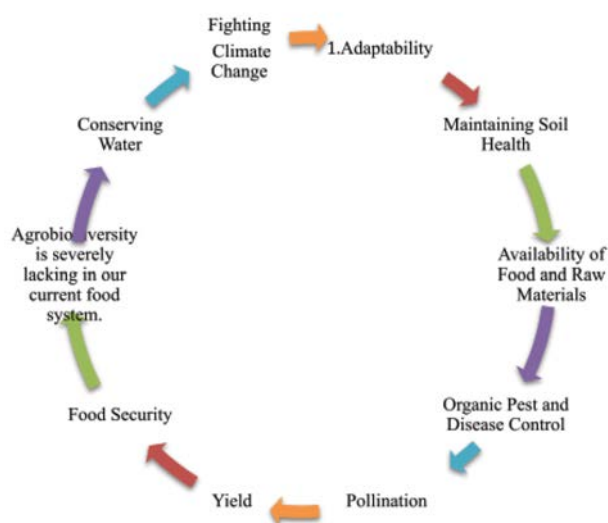 1.Adaptability
Maintaining Soil
Health
Availability of
Food and Raw
Materials
Organic Pest and
Disease Control
Pollination
Yield
Food Security
Agrobiodiversity
is severely
lacking in our
current food
system.
Conserving
Water
Fighting
Climate
Change